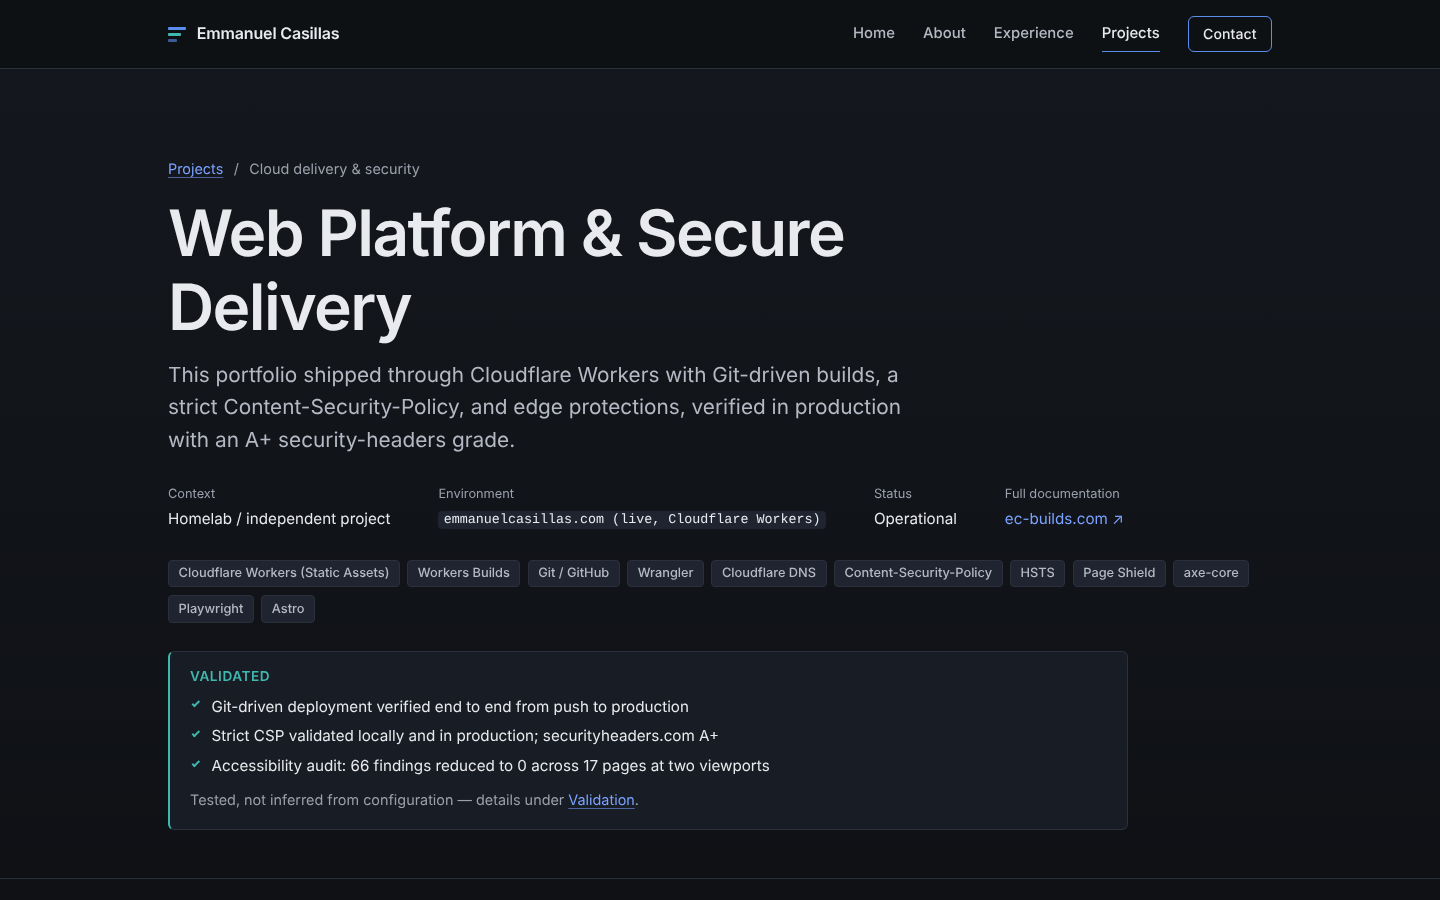 Emmanuel Casillas
Home About Experience Projects Contact
Projects / Cloud delivery & security
Web Platform & Secure
Delivery
This portfolio shipped through Cloudflare Workers with Git-driven builds, a
strict Content-Security-Policy, and edge protections, verified in production
with an A+ security-headers grade.
Context Environment Status Full documentation
Homelab / independent project emmanuelcasillas.com (live, Cloudflare Workers) Operational ec-builds.com ↗
Cloudflare Workers (Static Assets) Workers Builds Git / GitHub Wrangler Cloudflare DNS Content-Security-Policy HSTS Page Shield axe-core
Playwright Astro
VALIDATED
✓ Git-driven deployment verified end to end from push to production
✓ Strict CSP validated locally and in production; securityheaders.com A+
✓ Accessibility audit: 66 findings reduced to 0 across 17 pages at two viewports
Tested, not inferred from configuration — details under Validation.